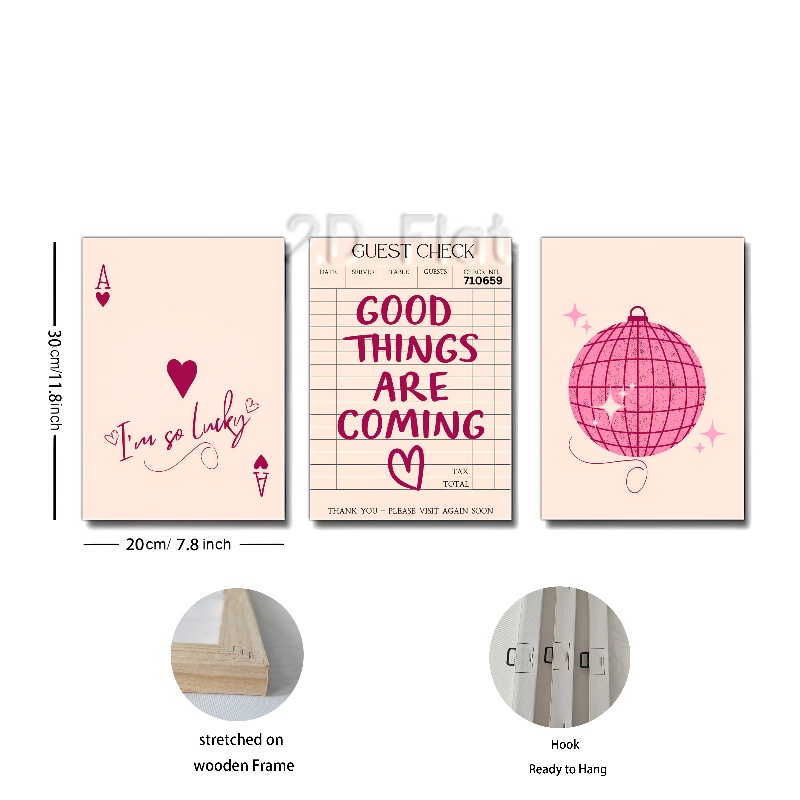 2D Flat
A
I'm so lucky
A
GUEST CHECK
DATE SERVER TABLE GUESTS CHECK NO.
710659
GOOD
THINGS
ARE
COMING
TAX
TOTAL
THANK YOU - PLEASE VISIT AGAIN SOON
30cm/11.8inch
20cm/ 7.8 inch
stretched on
wooden Frame
Hook
Ready to Hang